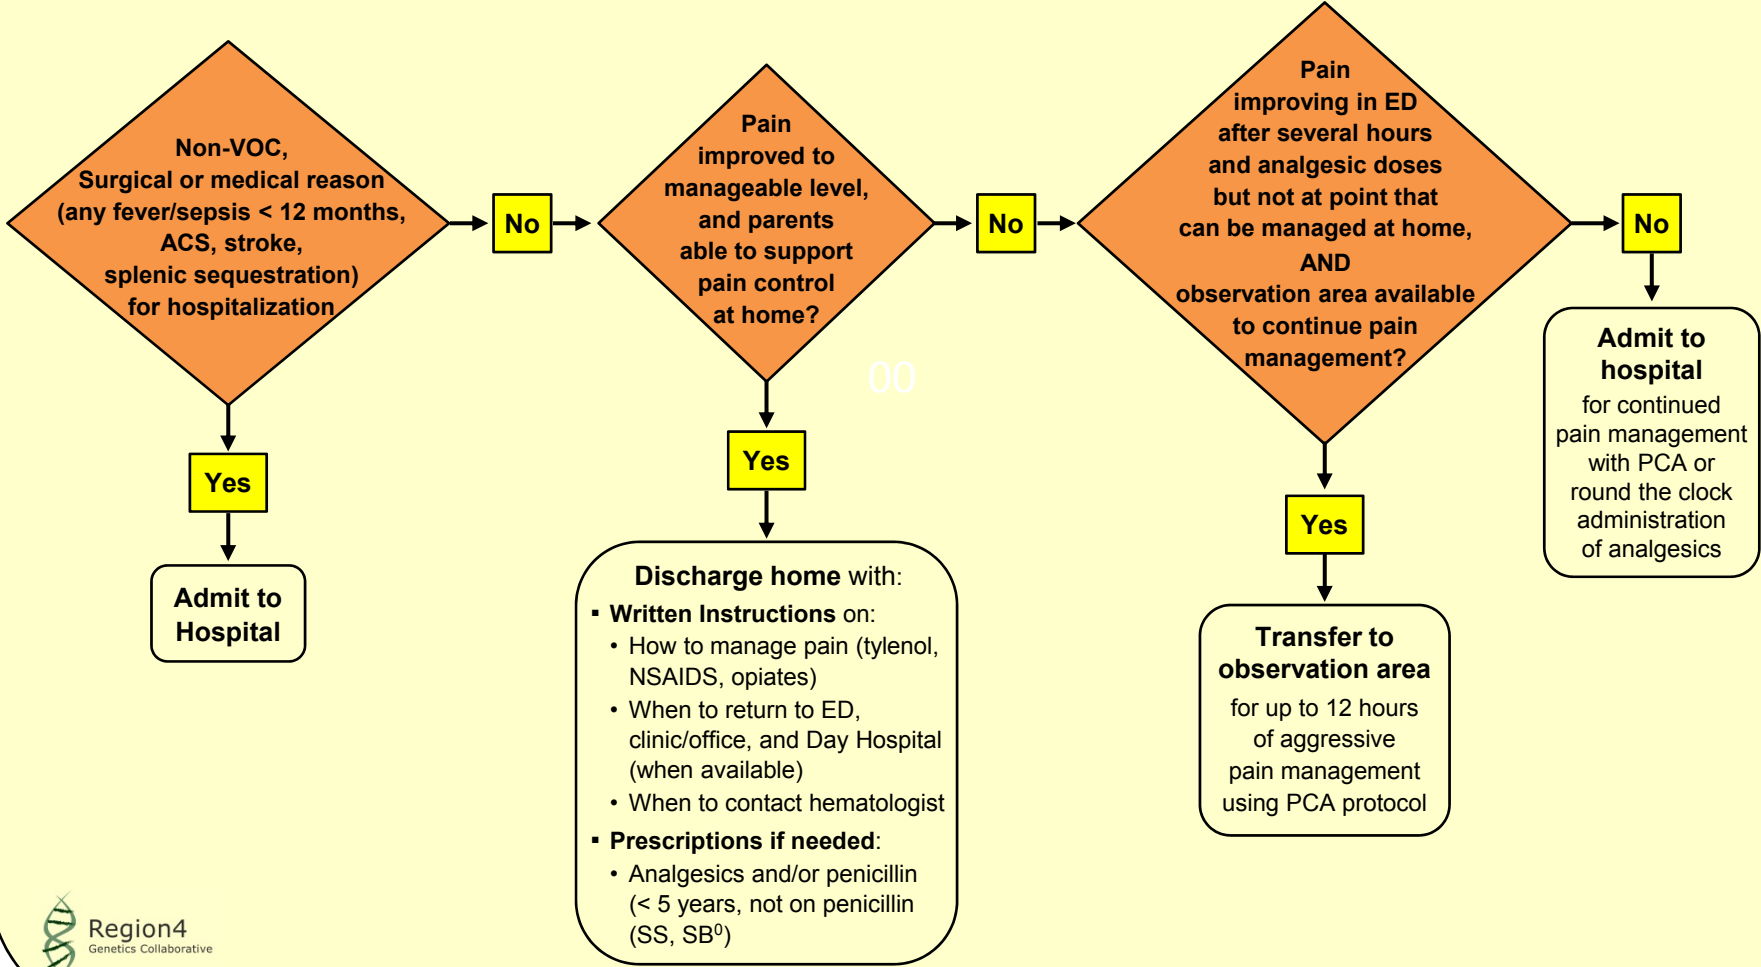 Non-VOC,
Surgical or medical reason
(any fever/sepsis < 12 months,
ACS, stroke,
splenic sequestration)
for hospitalization
No
Yes
Admit to
Hospital
Pain
improved to
manageable level,
and parents
able to support
pain control
at home?
No
Yes
Discharge home with:
▪ Written Instructions on:
• How to manage pain (tylenol,
NSAIDS, opiates)
• When to return to ED,
clinic/office, and Day Hospital
(when available)
• When to contact hematologist
▪ Prescriptions if needed:
• Analgesics and/or penicillin
(< 5 years, not on penicillin
(SS, SB⁰)
00
Pain
improving in ED
after several hours
and analgesic doses
but not at point that
can be managed at home,
AND
observation area available
to continue pain
management?
Yes
Transfer to
observation area
for up to 12 hours
of aggressive
pain management
using PCA protocol
No
Admit to
hospital
for continued
pain management
with PCA or
round the clock
administration
of analgesics
Region4
Genetics Collaborative